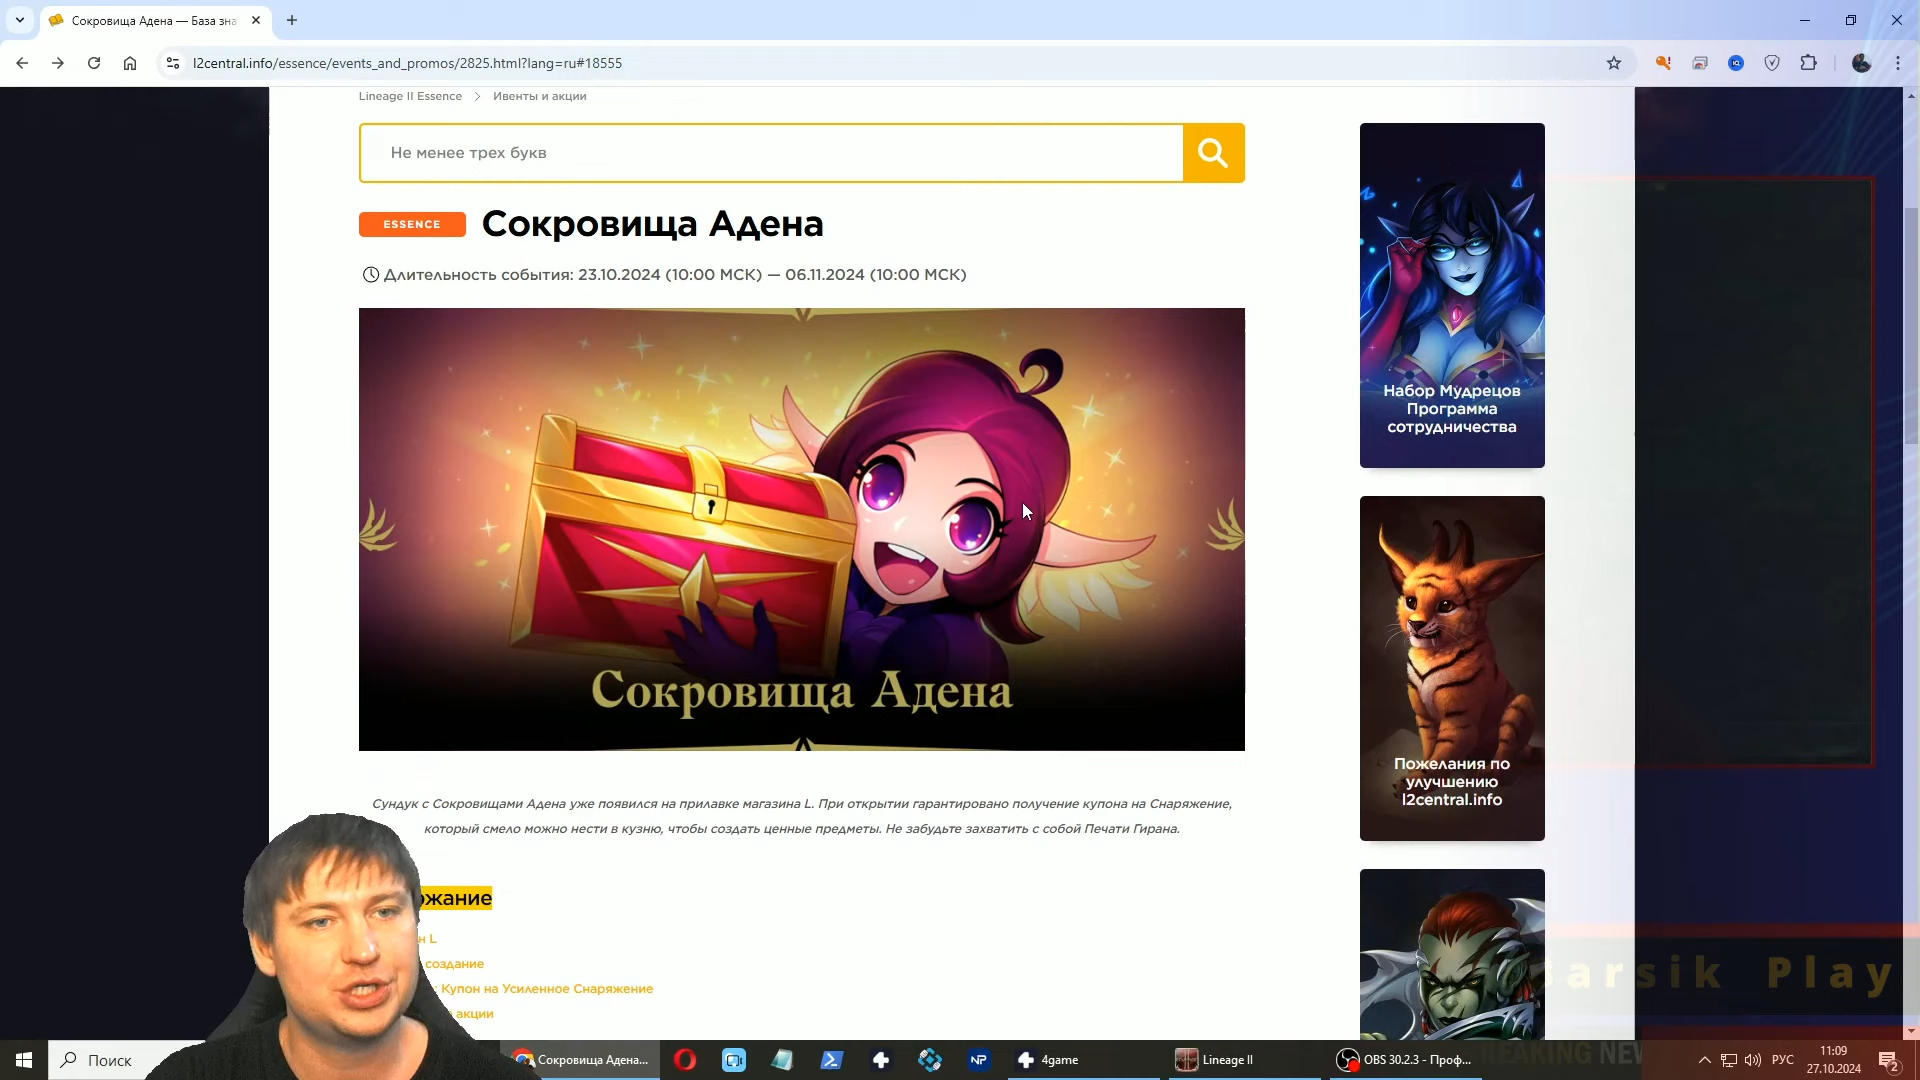 Сокровища Адена — База зна
l2central.info/essence/events_and_promos/2825.html?lang=ru#18555
Lineage II Essence > Ивенты и акции
Не менее трех букв
ESSENCE Сокровища Адена
Длительность события: 23.10.2024 (10:00 МСК) — 06.11.2024 (10:00 МСК)
Сокровища Адена
Сундук с Сокровищами Адена уже появился на прилавке магазина L. При открытии гарантировано получение купона на Снаряжение,
который смело можно нести в кузню, чтобы создать ценные предметы. Не забудьте захватить с собой Печати Гирана.
ожание
н L
создание
: Купон на Усиленное Снаряжение
акции
Набор Мудрецов
Программа
сотрудничества
Пожелания по
улучшению
l2central.info
Barsik Play
Поиск
Сокровища Адена...
NP
4game
Lineage II
OBS 30.2.3 - Проф...
РУС
11:09
27.10.2024
2